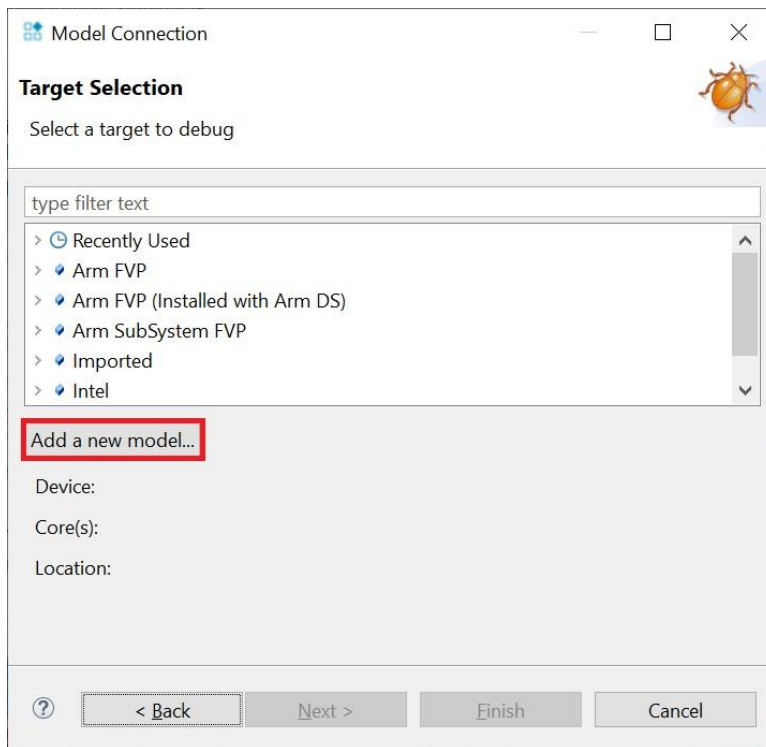 Model Connection
Target Selection
Select a target to debug
type filter text
Recently Used
Arm FVP
Arm FVP (Installed with Arm DS)
Arm SubSystem FVP
Imported
Intel
Add a new model...
Device:
Core(s):
Location:
? < Back Next > Finish Cancel